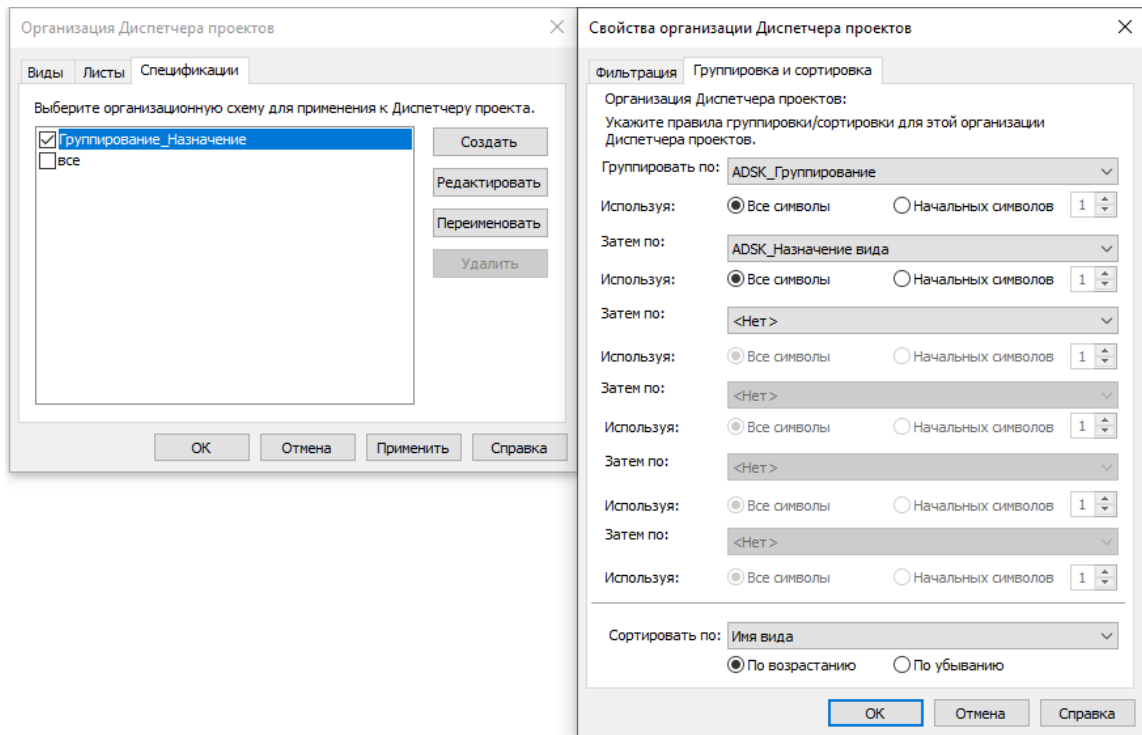 Организация Диспетчера проектов
Виды Листы Спецификации
Выберите организационную схему для применения к Диспетчеру проекта.
Группирование_Назначение
все
Создать
Редактировать
Переименовать
Удалить
ОК Отмена Применить Справка
Свойства организации Диспетчера проектов
Фильтрация Группировка и сортировка
Организация Диспетчера проектов:
Укажите правила группировки/сортировки для этой организации
Диспетчера проектов.
Группировать по: ADSK_Группирование
Используя: Все символы Начальных символов 1
Затем по: ADSK_Назначение вида
Используя: Все символы Начальных символов 1
Затем по: <Нет>
Используя: Все символы Начальных символов 1
Затем по: <Нет>
Используя: Все символы Начальных символов 1
Затем по: <Нет>
Используя: Все символы Начальных символов 1
Затем по: <Нет>
Используя: Все символы Начальных символов 1
Сортировать по: Имя вида
По возрастанию По убыванию
ОК Отмена Справка